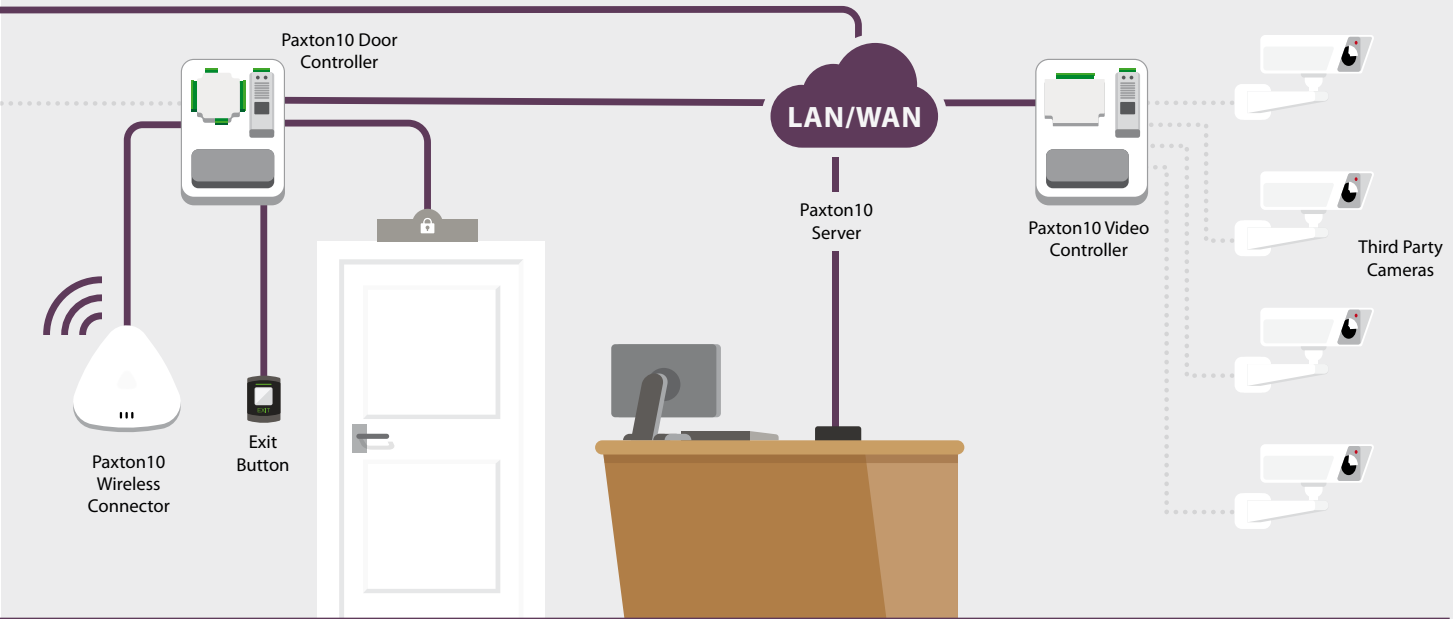 Paxton10 Door
Controller
LAN/WAN
Paxton10
Server
Paxton10 Video
Controller
Third Party
Cameras
EXIT
Exit
Button
Paxton10
Wireless
Connector